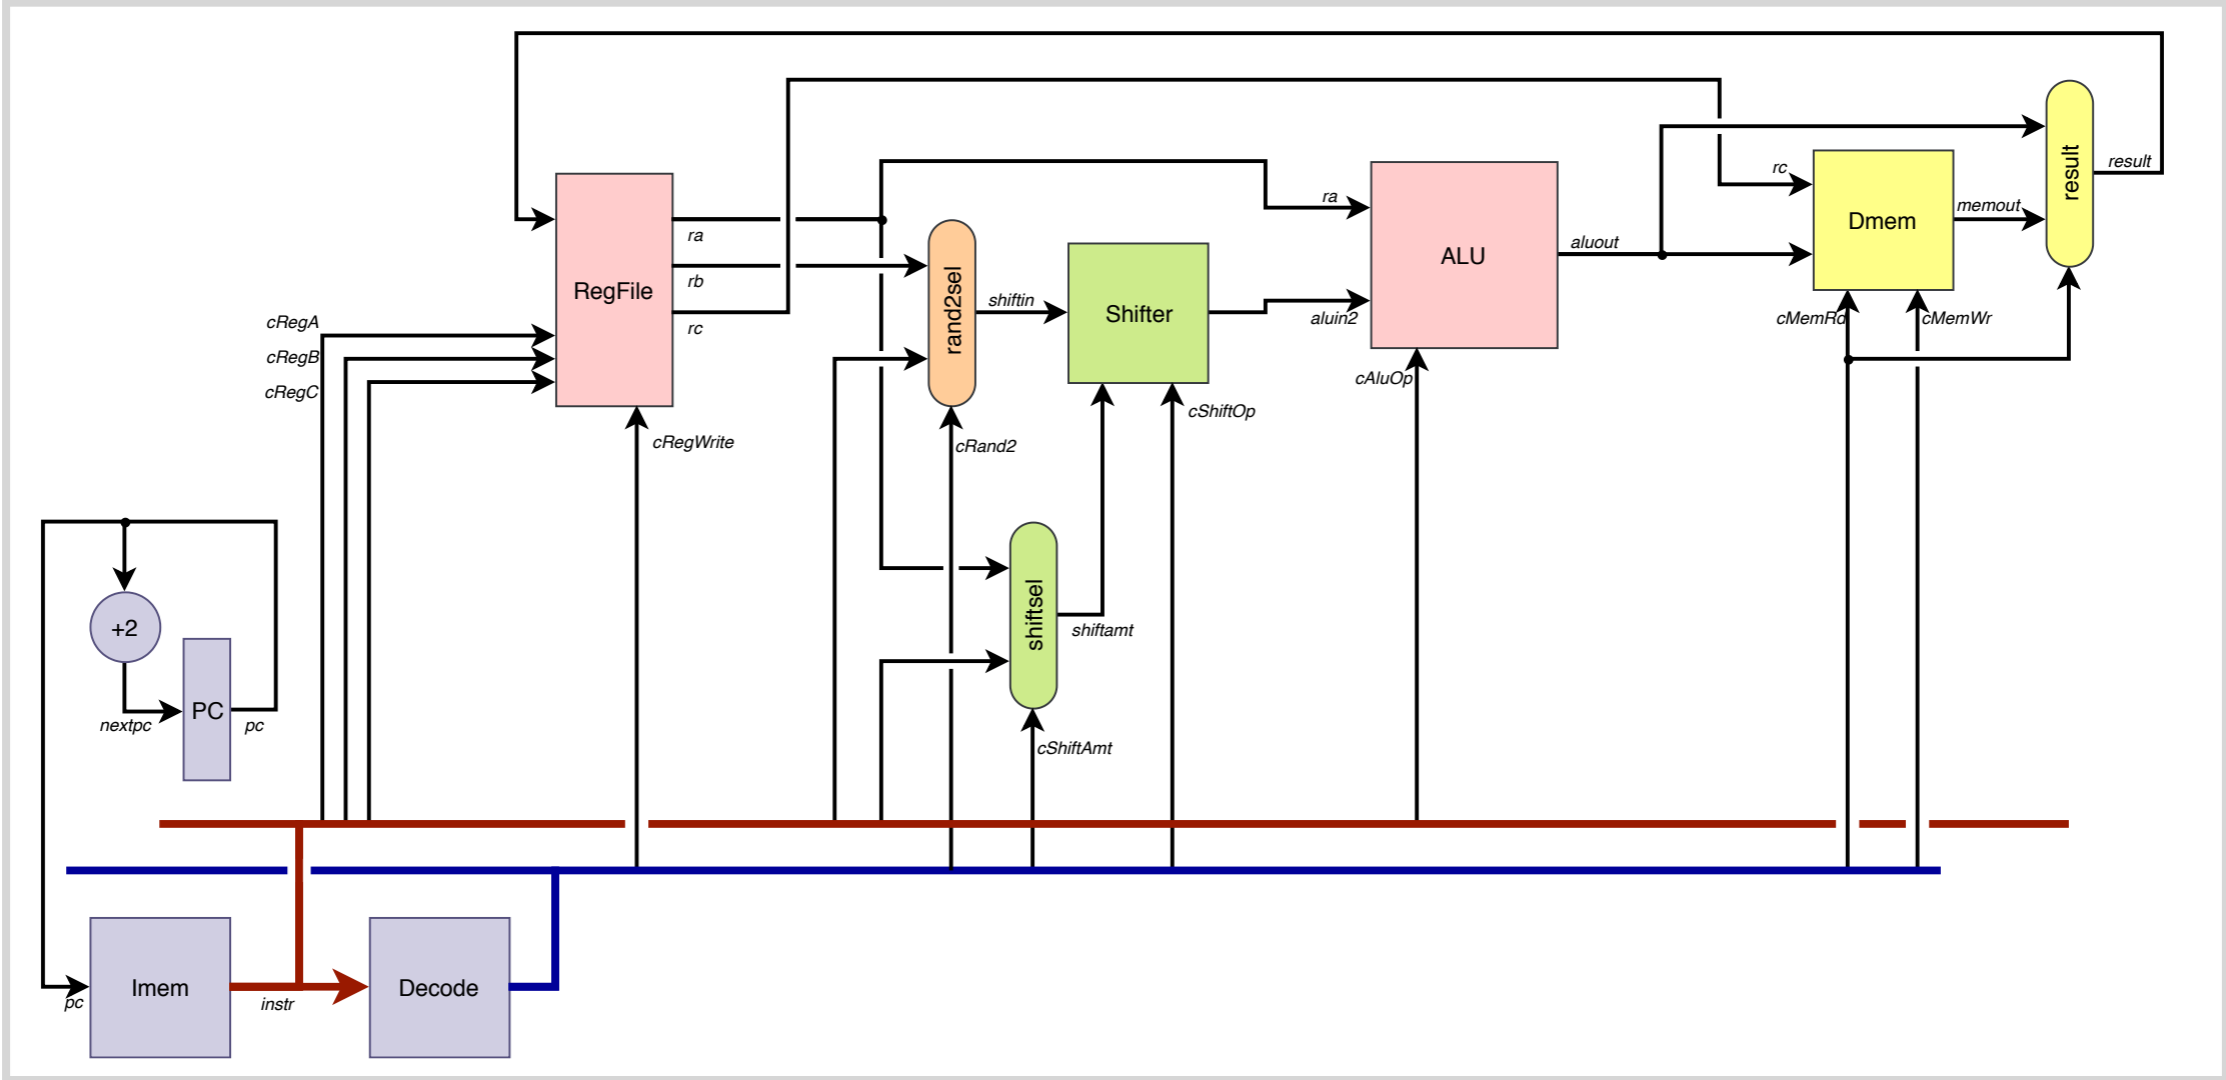 result
result
rc
Dmem
memout
ra
ALU
aluout
ra
rb
rc
RegFile
rand2sel
shiftin
Shifter
aluin2
cRegA
cRegB
cRegC
cMemRd
cMemWr
cAluOp
cShiftOp
cRegWrite
cRand2
shiftsel
shiftamt
cShiftAmt
+2
PC
nextpc
pc
Imem
pc
instr
Decode